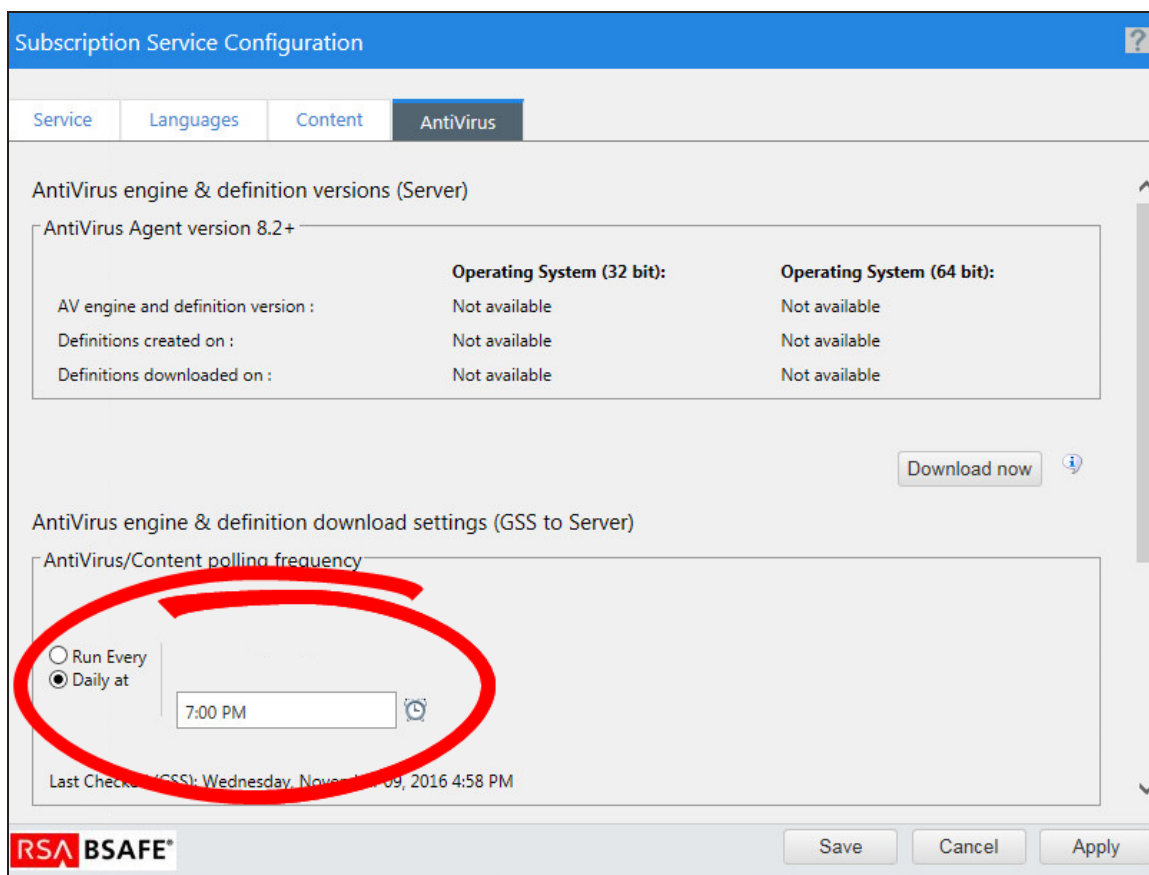 Subscription Service Configuration
?
Service Languages Content AntiVirus
AntiVirus engine & definition versions (Server)
AntiVirus Agent version 8.2+
Operating System (32 bit): Operating System (64 bit):
AV engine and definition version : Not available Not available
Definitions created on : Not available Not available
Definitions downloaded on : Not available Not available
Download now
AntiVirus engine & definition download settings (GSS to Server)
AntiVirus/Content polling frequency
Run Every
Daily at
7:00 PM
Last (GSS): Wednesday, 09, 2016 4:58 PM
RSA BSAFE®
Save Cancel Apply